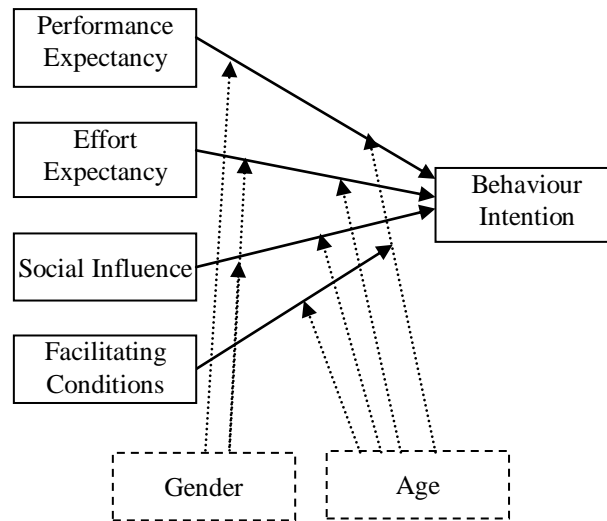 Performance
Expectancy
Effort
Expectancy
Behaviour
Intention
Social Influence
Facilitating
Conditions
Gender
Age